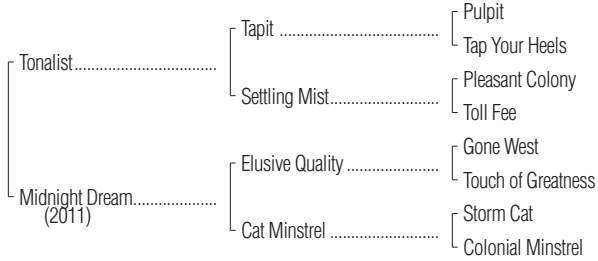 Pulpit
Tapit ................................
Tap Your Heels
Tonalist.................................
Pleasant Colony
Settling Mist.........................
Toll Fee
Gone West
Elusive Quality .....................
Touch of Greatness
Midnight Dream...................
(2011)
Storm Cat
Cat Minstrel .........................
Colonial Minstrel